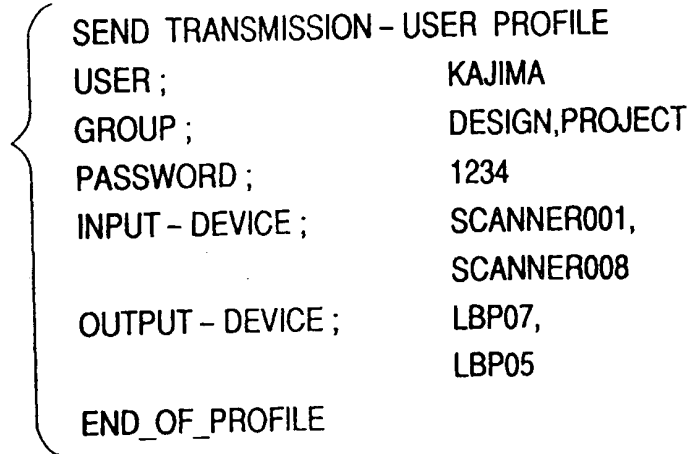 SEND TRANSMISSION – USER PROFILE
USER ; KAJIMA
GROUP ; DESIGN,PROJECT
PASSWORD ; 1234
INPUT – DEVICE ; SCANNER001,
SCANNER008
OUTPUT – DEVICE ; LBP07,
LBP05
END_OF_PROFILE